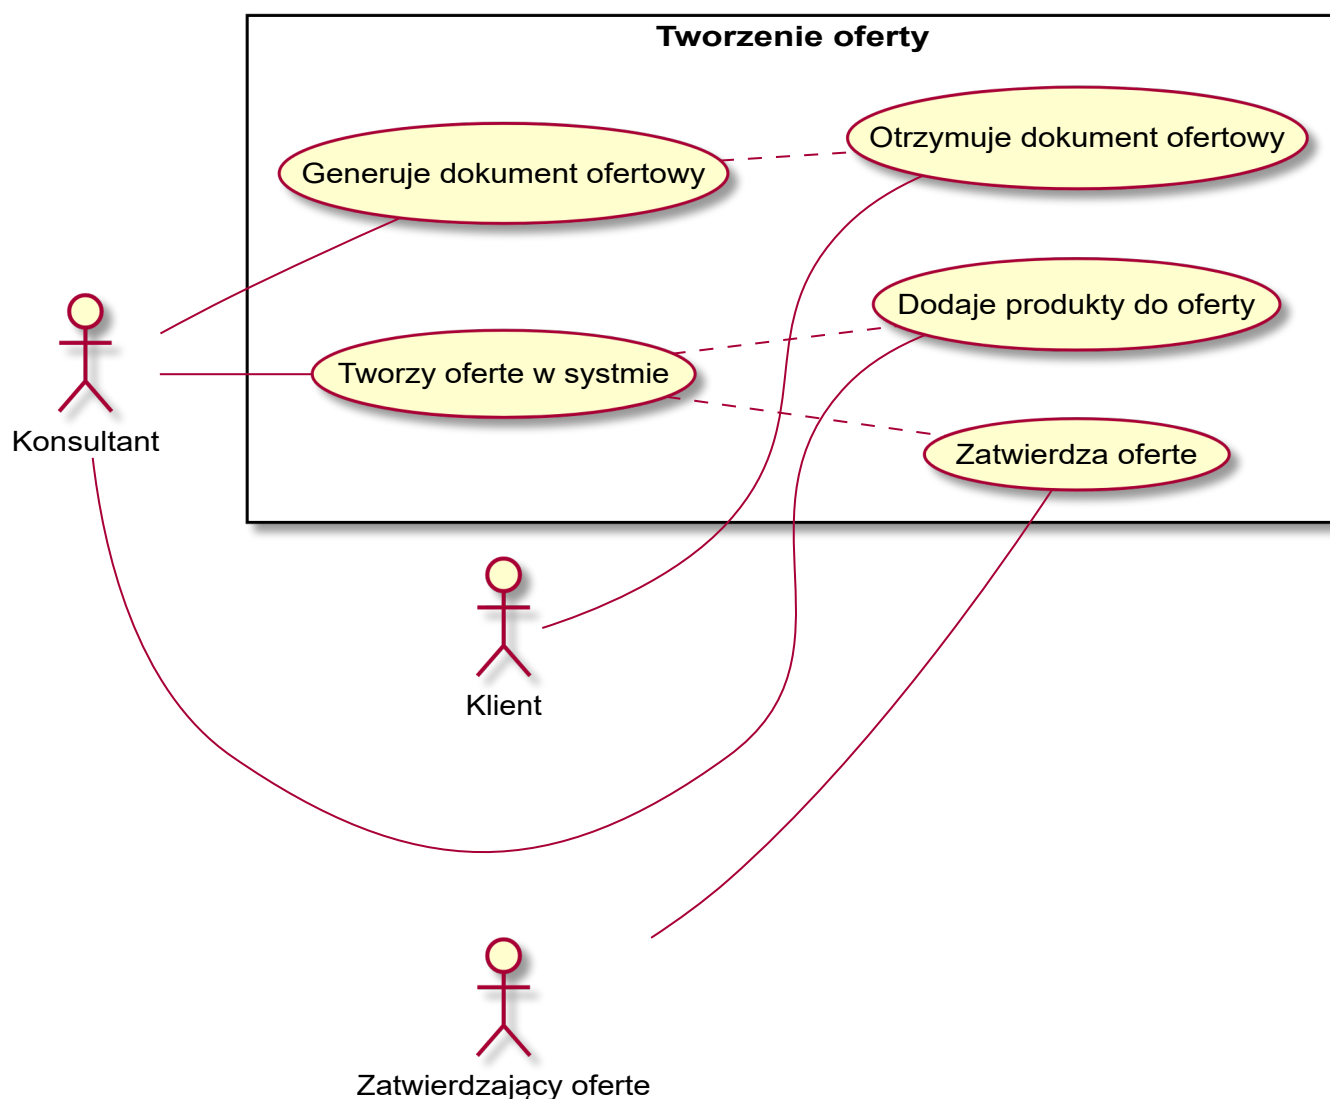 Tworzenie oferty
Otrzymuje dokument ofertowy
Generuje dokument ofertowy
Dodaje produkty do oferty
Tworzy oferte w systmie
Konsultant
Zatwierdza oferte
Klient
Zatwierdzający oferte